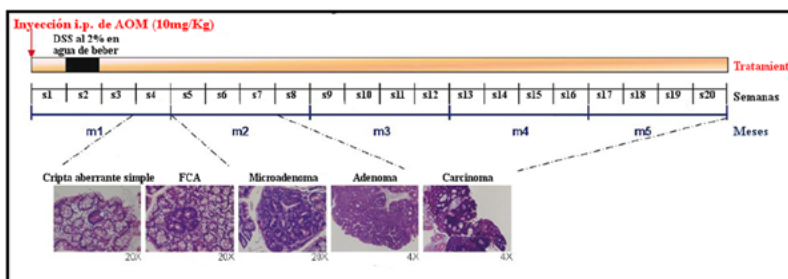 Inyección i.p. de AOM (10mg/Kg)
DSS al 2% en
agua de beber
Tratamient
s1 s2 s3 s4 s5 s6 s7 s8 s9 s10 s11 s12 s13 s14 s15 s16 s17 s18 s19 s20 Semanas
m1 m2 m3 m4 m5 Meses
Cripta aberrante simple FCA Microadenoma Adenoma Carcinoma
20X 20X 20X 4X 4X